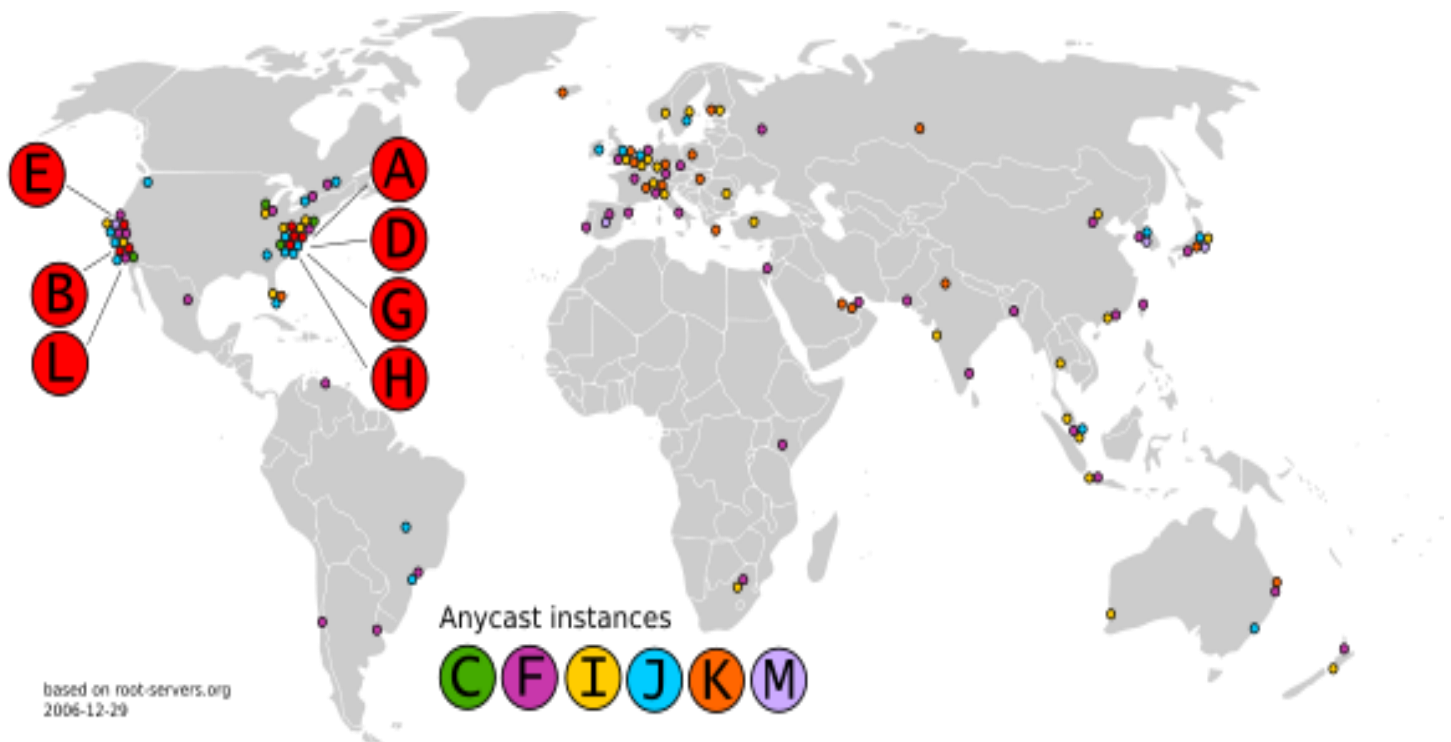 E
A
D
B
G
L
H
Anycast instances
C F I J K M
based on root-servers.org
2006-12-29